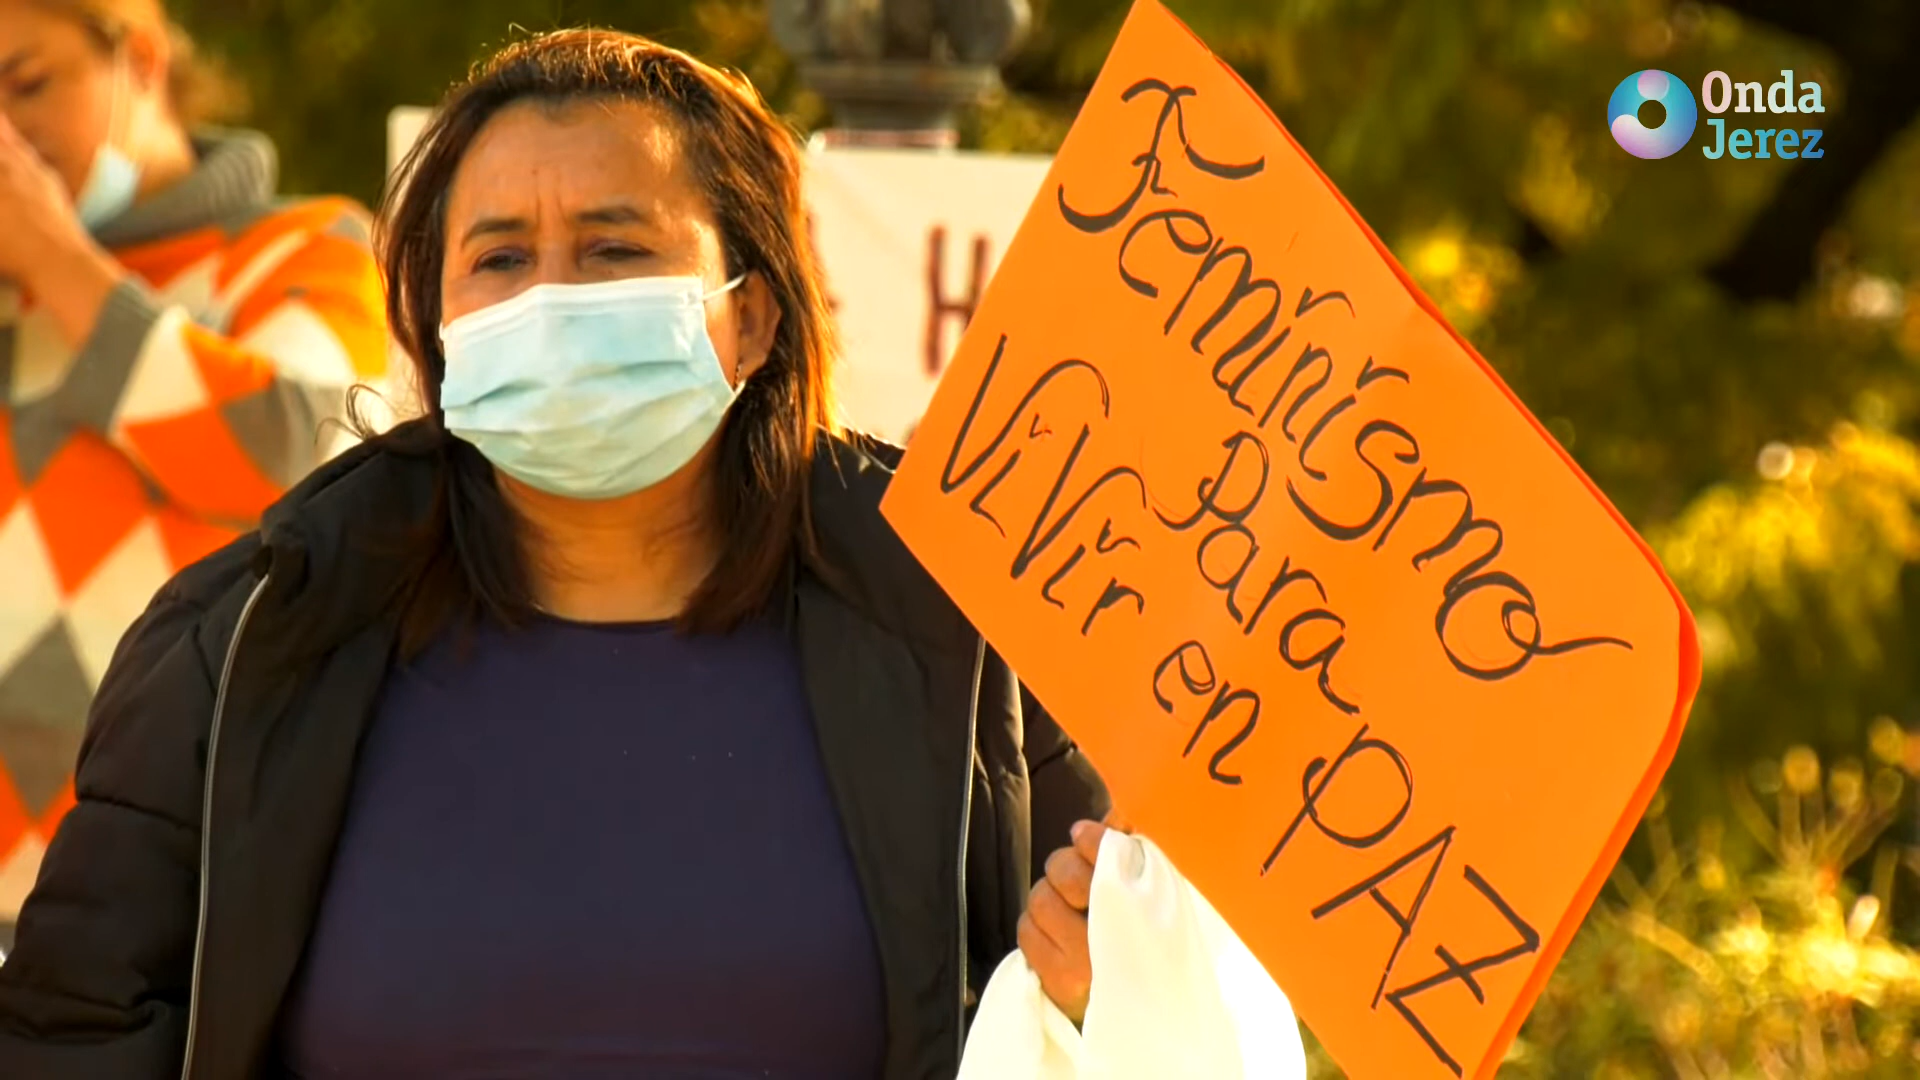 Onda
Jerez
Feminismo
para
ViVir en PAZ
H